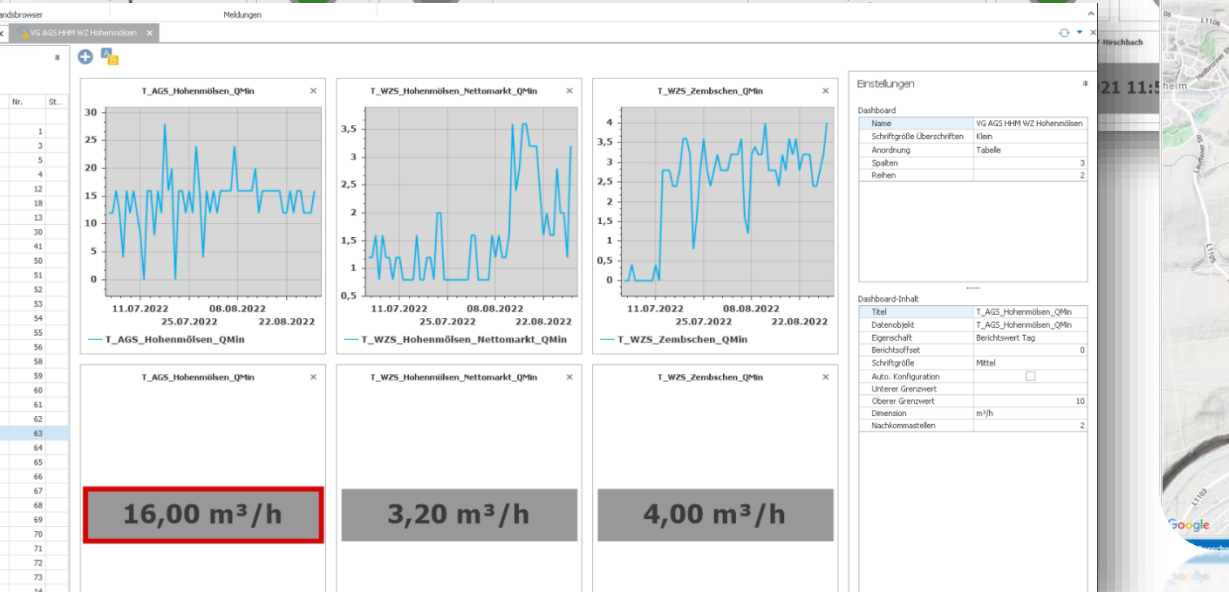 andsbrowser
Meldungen
VG AGS HHM WZ Hohenmölsen
Nr. St...
1
3
5
4
12
18
13
30
41
50
51
52
53
54
55
56
58
59
60
61
62
63
64
65
66
67
68
69
70
71
72
73
14
T_AGS_Hohenmölsen_QMin
30
25
20
15
10
5
0
11.07.2022 08.08.2022
25.07.2022 22.08.2022
T_AGS_Hohenmölsen_QMin
T_WZS_Hohenmölsen_Nettomarkt_QMin
3,5
3
2,5
2
1,5
1
0,5
11.07.2022 08.08.2022
25.07.2022 22.08.2022
T_WZS_Hohenmölsen_Nettomarkt_QMin
T_WZS_Zembschen_QMin
4
3,5
3
2,5
2
1,5
1
0,5
0
11.07.2022 08.08.2022
25.07.2022 22.08.2022
T_WZS_Zembschen_QMin
T_AGS_Hohenmölsen_QMin
16,00 m³/h
T_WZS_Hohenmölsen_Nettomarkt_QMin
3,20 m³/h
T_WZS_Zembschen_QMin
4,00 m³/h
Einstellungen
Dashboard
Name VG AGS HHM WZ Hohenmölsen
Schriftgröße Überschriften Klein
Anordnung Tabelle
Spalten 3
Reihen 2
Dashboard-Inhalt
Titel T_AGS_Hohenmölsen_QMin
Datenobjekt T_AGS_Hohenmölsen_QMin
Eigenschaft Berichtswert Tag
Berichtsoffset 0
Schriftgröße Mittel
Auto. Konfiguration
Unterer Grenzwert
Oberer Grenzwert 10
Dimension m³/h
Nachkommastellen 2
Hirschbach
21 11:5
heim
L1106
L1105
L1103
Google